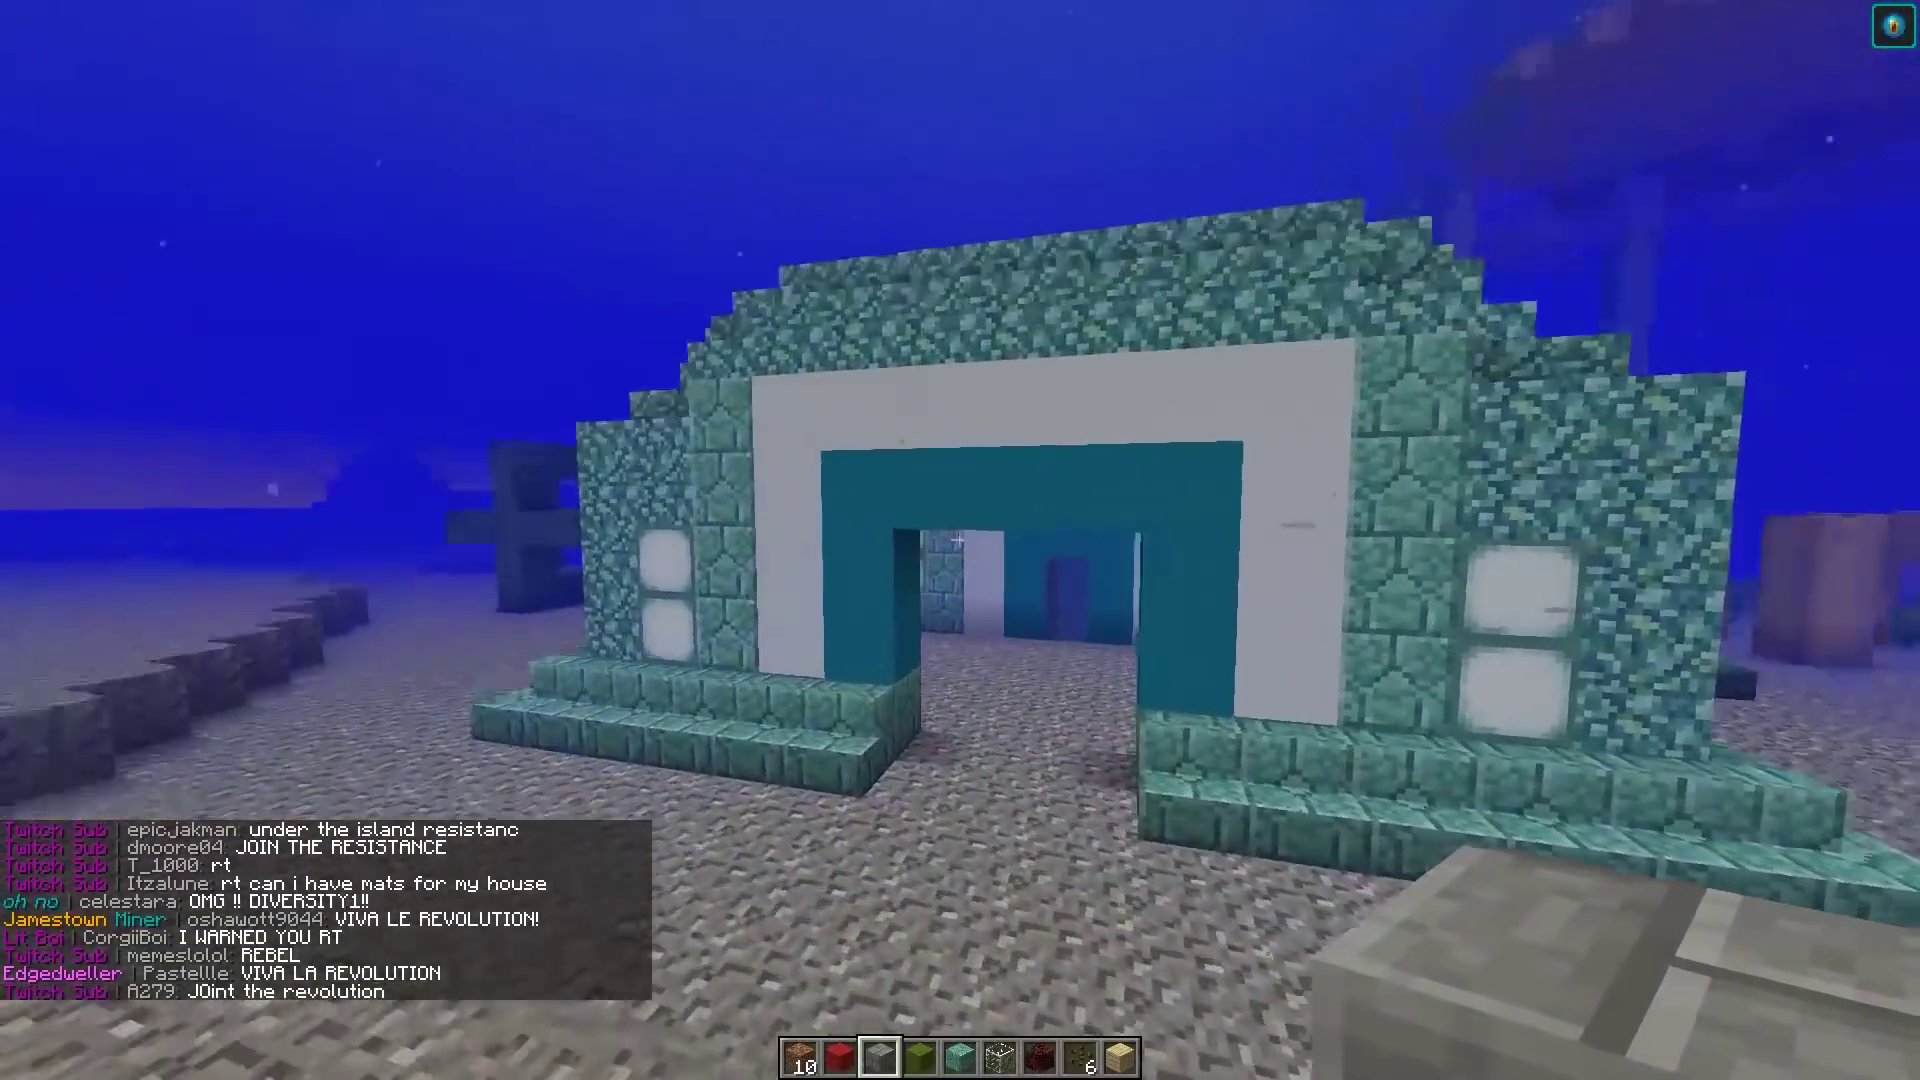 Twitch Sub | epicjakman: under the island resistanc
Twitch Sub | dmoore04: JOIN THE RESISTANCE
Twitch Sub | T_1000: rt
Twitch Sub | Itzalune: rt can i have mats for my house
oh no | celestara: OMG !! DIVERSITY1!!
Jamestown Miner | oshawott9044: VIVA LE REVOLUTION!
Lit Boi | CorgiiBoi: I WARNED YOU RT
Twitch Sub | memeslolol: REBEL
Edgedweller | Pastellle: VIVA LA REVOLUTION
Twitch Sub | A279: JOint the revolution
10 6